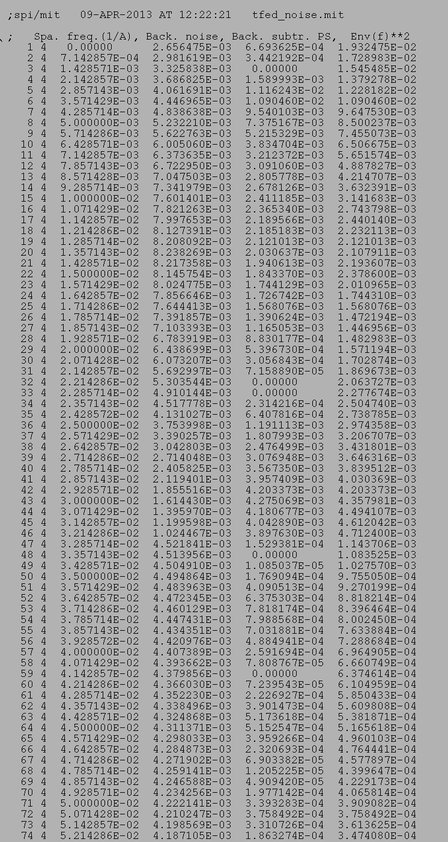 ;spi/mit   09-APR-2013 AT 12:22:21   tfed_noise.mit
;   Spa. freq.(1/A), Back. noise, Back. subtr. PS, Env(f)**2
1 4 0.00000 2.656475E-03 6.693625E-04 1.932475E-02
2 4 7.142857E-04 2.981619E-03 3.442192E-04 1.728983E-02
3 4 1.428571E-03 3.325838E-03 0.00000 1.545485E-02
4 4 2.142857E-03 3.686825E-03 1.589993E-03 1.379278E-02
5 4 2.857143E-03 4.061691E-03 1.116243E-02 1.228182E-02
6 4 3.571429E-03 4.446965E-03 1.090460E-02 1.090460E-02
7 4 4.285714E-03 4.838638E-03 9.540103E-03 9.647530E-03
8 4 5.000000E-03 5.232210E-03 7.375167E-03 8.500237E-03
9 4 5.714286E-03 5.622763E-03 5.215329E-03 7.455073E-03
10 4 6.428571E-03 6.005060E-03 3.834704E-03 6.506675E-03
11 4 7.142857E-03 6.373635E-03 3.212372E-03 5.651574E-03
12 4 7.857143E-03 6.722950E-03 3.091060E-03 4.887827E-03
13 4 8.571428E-03 7.047503E-03 2.805778E-03 4.214707E-03
14 4 9.285714E-03 7.341979E-03 2.678126E-03 3.632391E-03
15 4 1.000000E-02 7.601401E-03 2.411185E-03 3.141683E-03
16 4 1.071429E-02 7.821263E-03 2.365340E-03 2.743798E-03
17 4 1.142857E-02 7.997653E-03 2.189566E-03 2.440140E-03
18 4 1.214286E-02 8.127391E-03 2.185183E-03 2.232113E-03
19 4 1.285714E-02 8.208092E-03 2.121013E-03 2.121013E-03
20 4 1.357143E-02 8.238269E-03 2.030637E-03 2.107911E-03
21 4 1.428571E-02 8.217358E-03 1.940613E-03 2.193607E-03
22 4 1.500000E-02 8.145754E-03 1.843370E-03 2.378600E-03
23 4 1.571429E-02 8.024775E-03 1.744129E-03 2.010965E-03
24 4 1.642857E-02 7.856646E-03 1.726742E-03 1.744310E-03
25 4 1.714286E-02 7.644413E-03 1.568076E-03 1.568076E-03
26 4 1.785714E-02 7.391857E-03 1.390624E-03 1.472194E-03
27 4 1.857143E-02 7.103393E-03 1.165053E-03 1.446956E-03
28 4 1.928571E-02 6.783919E-03 8.830177E-04 1.482983E-03
29 4 2.000000E-02 6.438699E-03 5.396730E-04 1.571194E-03
30 4 2.071428E-02 6.073207E-03 3.056843E-04 1.702874E-03
31 4 2.142857E-02 5.692997E-03 7.158890E-05 1.869673E-03
32 4 2.214286E-02 5.303544E-03 0.00000 2.063727E-03
33 4 2.285714E-02 4.910144E-03 0.00000 2.277674E-03
34 4 2.357143E-02 4.517778E-03 2.314216E-04 2.504740E-03
35 4 2.428572E-02 4.131027E-03 6.407816E-04 2.738785E-03
36 4 2.500000E-02 3.753998E-03 1.191113E-03 2.974358E-03
37 4 2.571429E-02 3.390257E-03 1.807993E-03 3.206707E-03
38 4 2.642857E-02 3.042803E-03 2.476499E-03 3.431801E-03
39 4 2.714286E-02 2.714048E-03 3.076948E-03 3.646316E-03
40 4 2.785714E-02 2.405825E-03 3.567350E-03 3.839512E-03
41 4 2.857143E-02 2.119401E-03 3.957409E-03 4.030369E-03
42 4 2.928571E-02 1.855516E-03 4.203373E-03 4.203373E-03
43 4 3.000000E-02 1.614430E-03 4.275069E-03 4.357981E-03
44 4 3.071429E-02 1.395970E-03 4.180677E-03 4.494107E-03
45 4 3.142857E-02 1.199598E-03 4.042890E-03 4.612042E-03
46 4 3.214286E-02 1.024467E-03 3.897630E-03 4.712400E-03
47 4 3.285714E-02 4.521841E-03 1.529381E-04 1.143706E-03
48 4 3.357143E-02 4.513956E-03 0.00000 1.083525E-03
49 4 3.428571E-02 4.504910E-03 1.085037E-05 1.027570E-03
50 4 3.500000E-02 4.494864E-03 1.769094E-04 9.755050E-04
51 4 3.571429E-02 4.483963E-03 4.090513E-04 9.270199E-04
52 4 3.642857E-02 4.472345E-03 6.375303E-04 8.818214E-04
53 4 3.714286E-02 4.460129E-03 7.818174E-04 8.396464E-04
54 4 3.785714E-02 4.447431E-03 7.988568E-04 8.002450E-04
55 4 3.857143E-02 4.434351E-03 7.031881E-04 7.633884E-04
56 4 3.928572E-02 4.420976E-03 4.884941E-04 7.288684E-04
57 4 4.000000E-02 4.407389E-03 2.591694E-04 6.964905E-04
58 4 4.071429E-02 4.393662E-03 7.808767E-05 6.660749E-04
59 4 4.142857E-02 4.379856E-03 0.00000 6.374614E-04
60 4 4.214286E-02 4.366030E-03 7.239543E-05 6.104959E-04
61 4 4.285714E-02 4.352230E-03 2.226927E-04 5.850433E-04
62 4 4.357143E-02 4.338496E-03 3.901473E-04 5.609808E-04
63 4 4.428571E-02 4.324868E-03 5.173618E-04 5.381871E-04
64 4 4.500000E-02 4.311371E-03 5.152547E-04 5.165618E-04
65 4 4.571429E-02 4.298033E-03 3.959266E-04 4.960103E-04
66 4 4.642857E-02 4.284873E-03 2.320693E-04 4.764441E-04
67 4 4.714286E-02 4.271902E-03 6.903382E-05 4.577897E-04
68 4 4.785714E-02 4.259141E-03 1.205225E-05 4.399647E-04
69 4 4.857143E-02 4.246588E-03 4.909420E-05 4.229173E-04
70 4 4.928571E-02 4.234256E-03 1.977142E-04 4.065814E-04
71 4 5.000000E-02 4.222141E-03 3.393283E-04 3.909082E-04
72 4 5.071428E-02 4.210247E-03 3.758492E-04 3.758492E-04
73 4 5.142857E-02 4.198569E-03 3.310726E-04 3.613625E-04
74 4 5.214286E-02 4.187105E-03 1.863274E-04 3.474080E-04